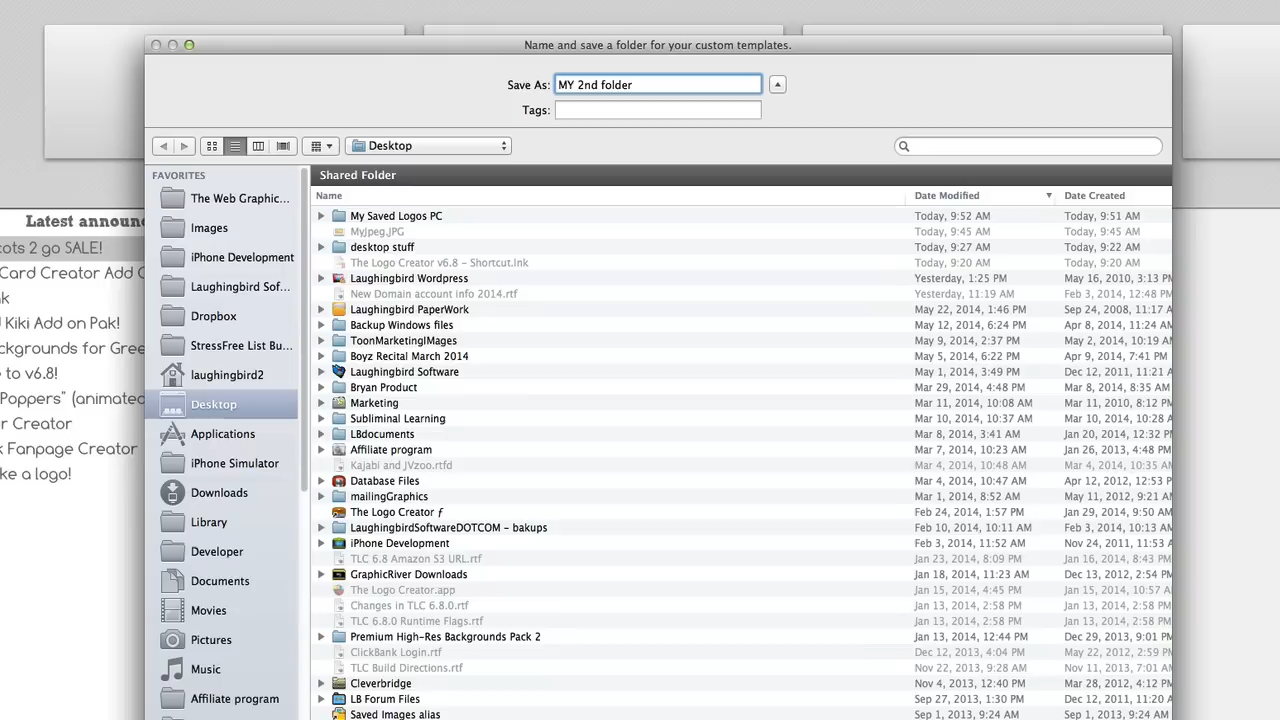 Name and save a folder for your custom templates.
Save As: MY 2nd folder
Tags:
Desktop
Latest announ
cots 2 go SALE!
Card Creator Add C
ak
l Kiki Add on Pak!
ckgrounds for Gree
e to v6.8!
Poppers" (animated
r Creator
k Fanpage Creator
ke a logo!
FAVORITES
The Web Graphic...
Images
iPhone Development
Laughingbird Sof...
Dropbox
StressFree List Bu...
laughingbird2
Desktop
Applications
iPhone Simulator
Downloads
Library
Developer
Documents
Movies
Pictures
Music
Affiliate program
Shared Folder
Name Date Modified Date Created
My Saved Logos PC Today, 9:52 AM Today, 9:51 AM
MyJpeg.JPG Today, 9:45 AM Today, 9:45 AM
desktop stuff Today, 9:27 AM Today, 9:22 AM
The Logo Creator v6.8 - Shortcut.lnk Today, 9:20 AM Today, 9:20 AM
Laughingbird Wordpress Yesterday, 1:25 PM May 16, 2010, 3:13 PM
New Domain account info 2014.rtf Yesterday, 11:19 AM Feb 3, 2014, 12:48 PM
Laughingbird PaperWork May 22, 2014, 1:46 PM Sep 24, 2008, 11:17 A
Backup Windows files May 12, 2014, 6:24 PM Apr 8, 2014, 11:24 AM
ToonMarketingIMages May 9, 2014, 2:37 PM May 2, 2014, 10:19 A
Boyz Recital March 2014 May 5, 2014, 6:22 PM Apr 9, 2014, 7:41 PM
Laughingbird Software May 1, 2014, 3:49 PM Dec 12, 2011, 11:21 A
Bryan Product Mar 29, 2014, 4:48 PM Mar 8, 2014, 8:35 AM
Marketing Mar 11, 2014, 10:08 AM Mar 11, 2010, 8:12 P
Subliminal Learning Mar 10, 2014, 10:37 AM Mar 10, 2014, 10:28 A
LBdocuments Mar 8, 2014, 3:41 AM Jan 20, 2014, 12:32 P
Affiliate program Mar 7, 2014, 10:23 AM Jan 26, 2013, 4:48 PM
Kajabi and JVzoo.rtfd Mar 4, 2014, 10:48 AM Mar 4, 2014, 10:35 A
Database Files Mar 4, 2014, 10:47 AM Apr 12, 2012, 12:53 P
mailingGraphics Mar 1, 2014, 8:52 AM May 11, 2012, 9:21 A
The Logo Creator ƒ Feb 24, 2014, 1:57 PM Jan 29, 2014, 9:50 AM
LaughingbirdSoftwareDOTCOM - bakups Feb 10, 2014, 10:11 AM Feb 3, 2014, 10:13 AM
iPhone Development Feb 3, 2014, 11:52 AM Nov 24, 2011, 11:53 A
TLC 6.8 Amazon S3 URL.rtf Jan 23, 2014, 8:09 PM Jan 16, 2014, 8:43 PM
GraphicRiver Downloads Jan 18, 2014, 11:23 AM Dec 13, 2012, 2:54 PM
The Logo Creator.app Jan 15, 2014, 4:45 PM Jan 15, 2014, 10:57 A
Changes in TLC 6.8.0.rtf Jan 13, 2014, 2:58 PM Jan 13, 2014, 2:58 PM
TLC 6.8.0 Runtime Flags.rtf Jan 13, 2014, 2:58 PM Jan 13, 2014, 2:58 PM
Premium High-Res Backgrounds Pack 2 Jan 13, 2014, 12:44 PM Dec 29, 2013, 9:01 PM
ClickBank Login.rtf Dec 12, 2013, 4:04 PM May 22, 2012, 2:59 PM
TLC Build Directions.rtf Nov 22, 2013, 9:28 AM Nov 11, 2013, 7:01 AM
Cleverbridge Nov 4, 2013, 12:40 PM Mar 28, 2012, 4:12 PM
LB Forum Files Sep 27, 2013, 1:30 PM Dec 12, 2011, 11:20 A
Saved Images alias Sep 1, 2013, 9:24 AM Sep 1, 2013, 9:24 AM